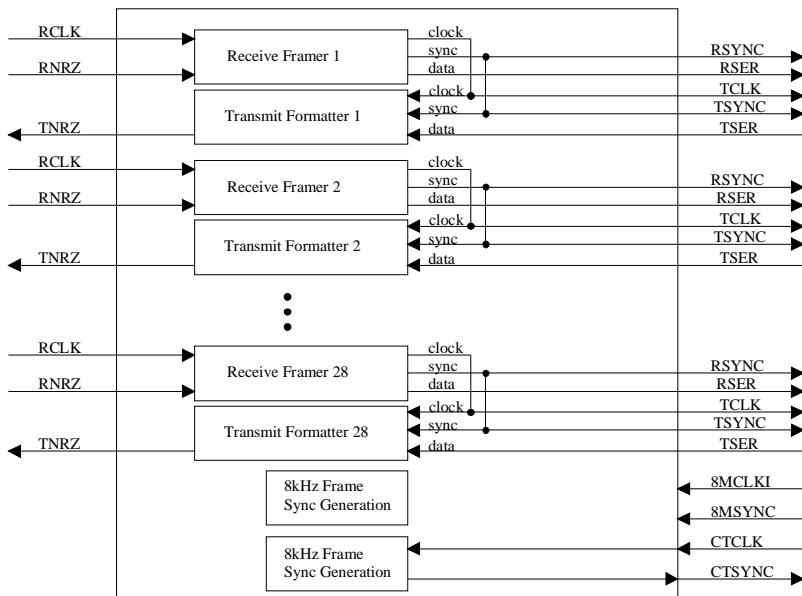 RCLK
Receive Framer 1
clock
sync
RSYNC
RNRZ
data
RSER
clock
TCLK
Transmit Formatter 1
sync
TSYNC
TNRZ
data
TSER
RCLK
Receive Framer 2
clock
sync
RSYNC
RNRZ
data
RSER
clock
TCLK
Transmit Formatter 2
sync
TSYNC
TNRZ
data
TSER
RCLK
Receive Framer 28
clock
sync
RSYNC
RNRZ
data
RSER
clock
TCLK
Transmit Formatter 28
sync
TSYNC
TNRZ
data
TSER
8kHz Frame
Sync Generation
8MCLKI
8MSYNC
8kHz Frame
Sync Generation
CTCLK
CTSYNC